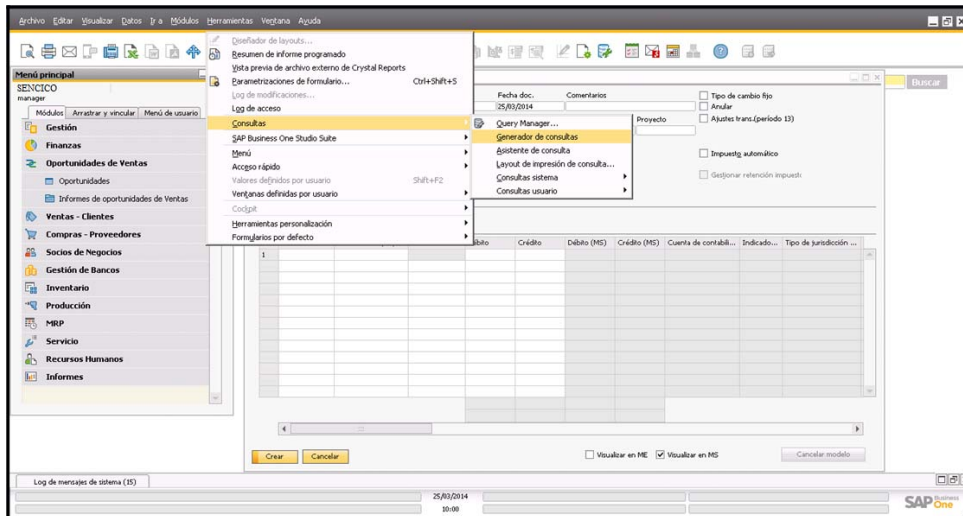 Archivo Editar Visualizar Datos Ir a Módulos Herramientas Ventana Ayuda
Diseñador de layouts...
Resumen de informe programado
Vista previa de archivo externo de Crystal Reports
Parametrizaciones de formulario... Ctrl+Shift+S
Log de modificaciones...
Log de acceso
Consultas
SAP Business One Studio Suite
Menú
Acceso rápido
Valores definidos por usuario Shift+F2
Ventanas definidas por usuario
Cockpit
Herramientas personalización
Formularios por defecto
Query Manager...
Generador de consultas
Asistente de consulta
Layout de impresión de consulta...
Consultas sistema
Consultas usuario
Menú principal
SENCICO
manager
Módulos Arrastrar y vincular Menú de usuario
Gestión
Finanzas
Oportunidades de Ventas
Oportunidades
Informes de oportunidades de Ventas
Ventas - Clientes
Compras - Proveedores
Socios de Negocio
Gestión de Bancos
Inventario
Producción
MRP
Servicio
Recursos Humanos
Informes
Buscar
Fecha doc. Comentarios
25/03/2014
Proyecto
Tipo de cambio fijo
Anular
Ajustes trans.(período 13)
Impuesto automático
Gestionar retención impuesto
Crédito Débito (MS) Crédito (MS) Cuenta de contabili... Indicado... Tipo de jurisdicción ...
1
Crear Cancelar
Visualizar en ME Visualizar en MS
Cancelar modelo
Log de mensajes de sistema (15)
25/03/2014
10:00
SAP Business One